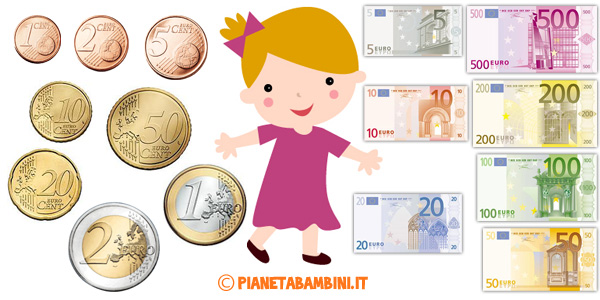 1 EURO CENT
2 EURO CENT
5 EURO CENT
10 EURO CENT
50 EURO CENT
20 EURO CENT
1 EURO
2 EURO
5 5
5 EURO
500
500 EURO
10
10 EURO
200
200 EURO
100
100 EURO
20
20 EURO 20
50
50 EURO
© PIANETABAMBINI.IT